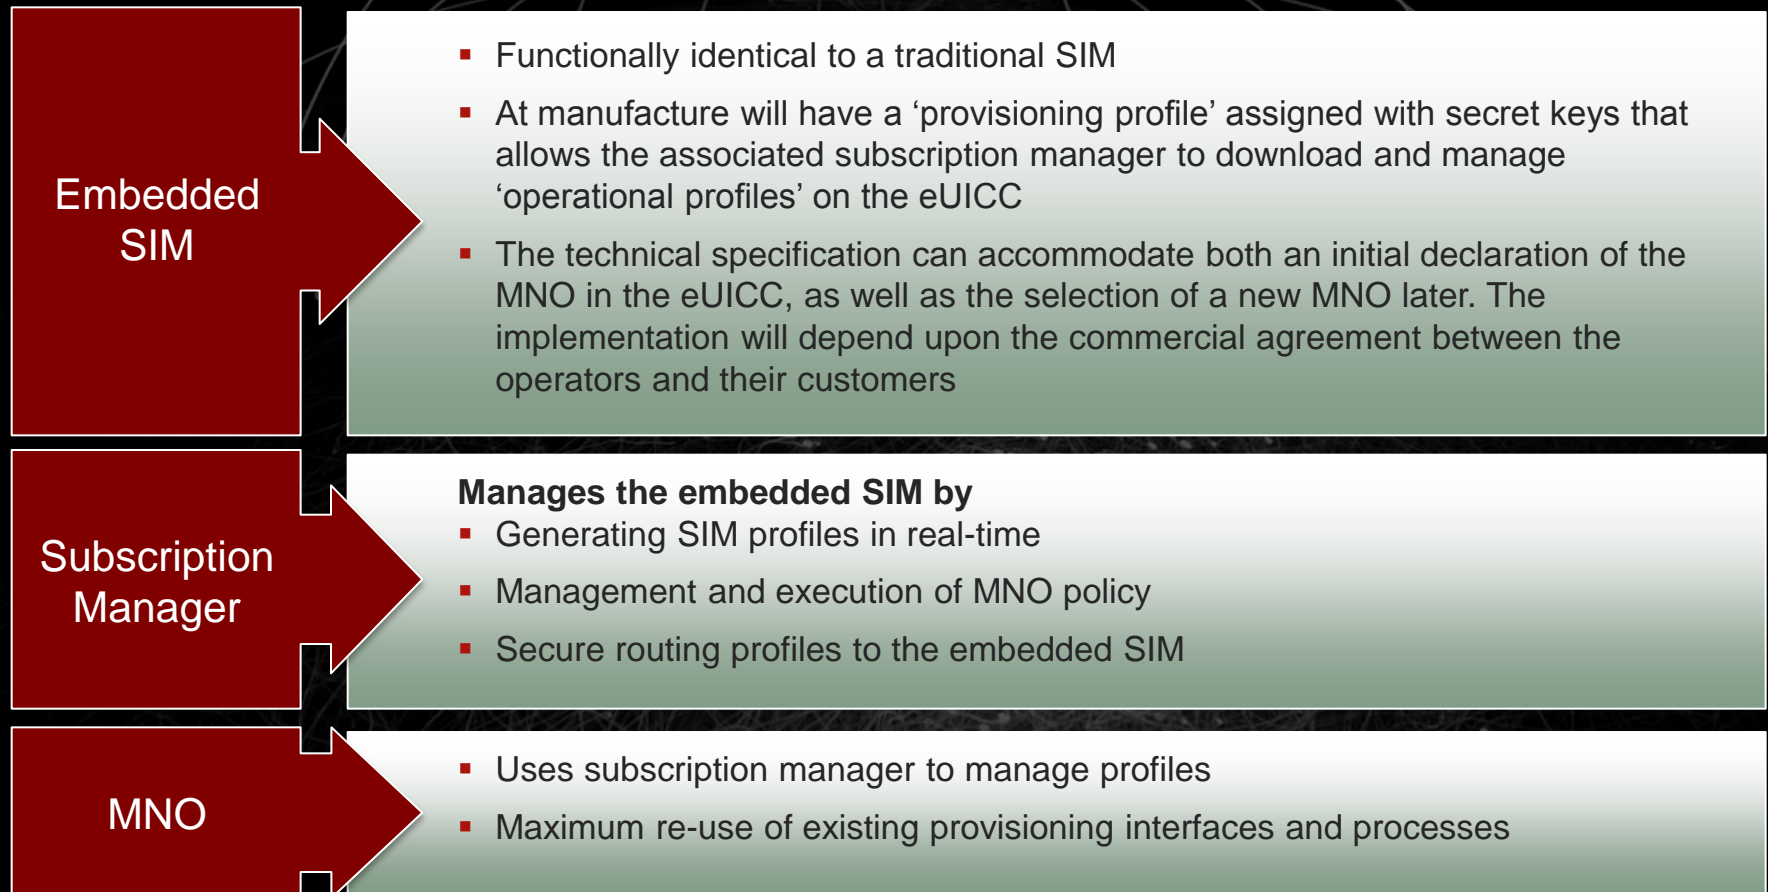 Embedded
SIM
▪ Functionally identical to a traditional SIM
▪ At manufacture will have a ‘provisioning profile’ assigned with secret keys that
allows the associated subscription manager to download and manage
‘operational profiles’ on the eUICC
▪ The technical specification can accommodate both an initial declaration of the
MNO in the eUICC, as well as the selection of a new MNO later. The
implementation will depend upon the commercial agreement between the
operators and their customers
Subscription
Manager
Manages the embedded SIM by
▪ Generating SIM profiles in real-time
▪ Management and execution of MNO policy
▪ Secure routing profiles to the embedded SIM
MNO
▪ Uses subscription manager to manage profiles
▪ Maximum re-use of existing provisioning interfaces and processes